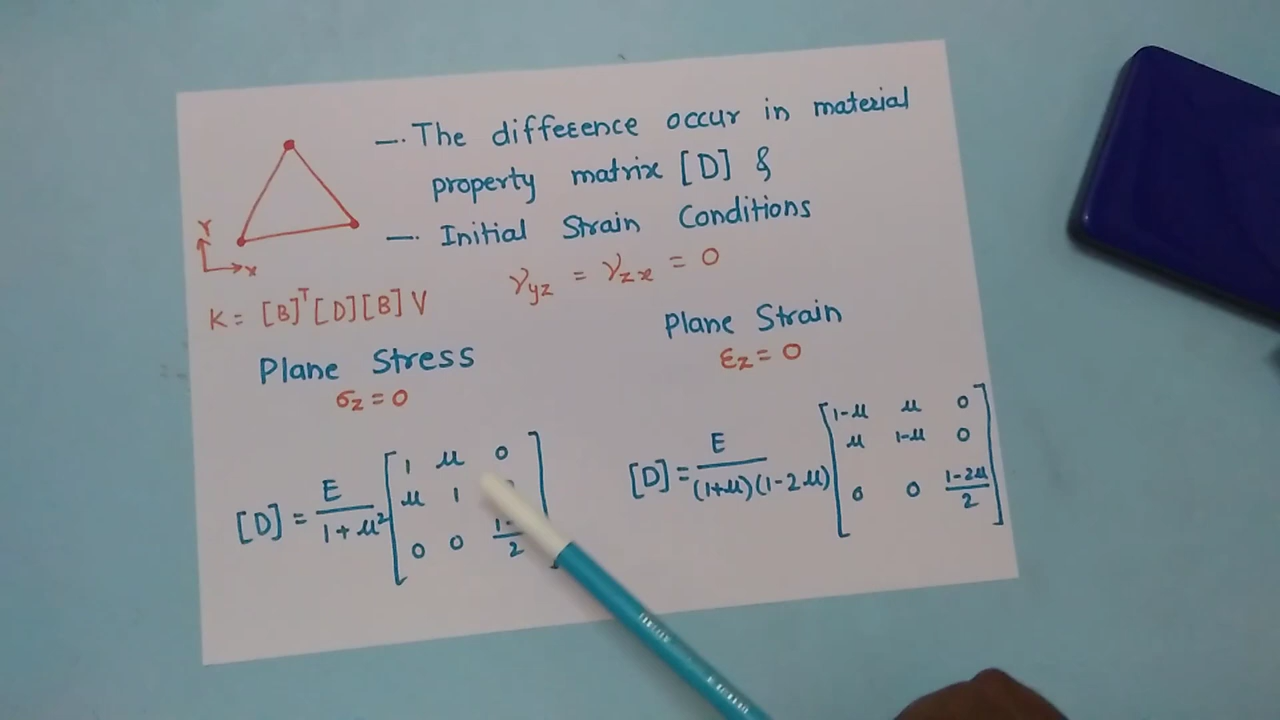 —. The difference occur in material
property matrix [D] &
— Initial Strain Conditions
Y
x
γyz = γzx = 0
K = [B]ᵀ[D][B] V
Plane Stress
σz = 0
[D] = E / 1+μ² [ 1 μ 0
μ 1
0 0 1- / 2 ]
Plane Strain
εz = 0
[D] = E / (1+μ)(1-2μ) [ 1-μ μ 0
μ 1-μ 0
0 0 1-2μ / 2 ]